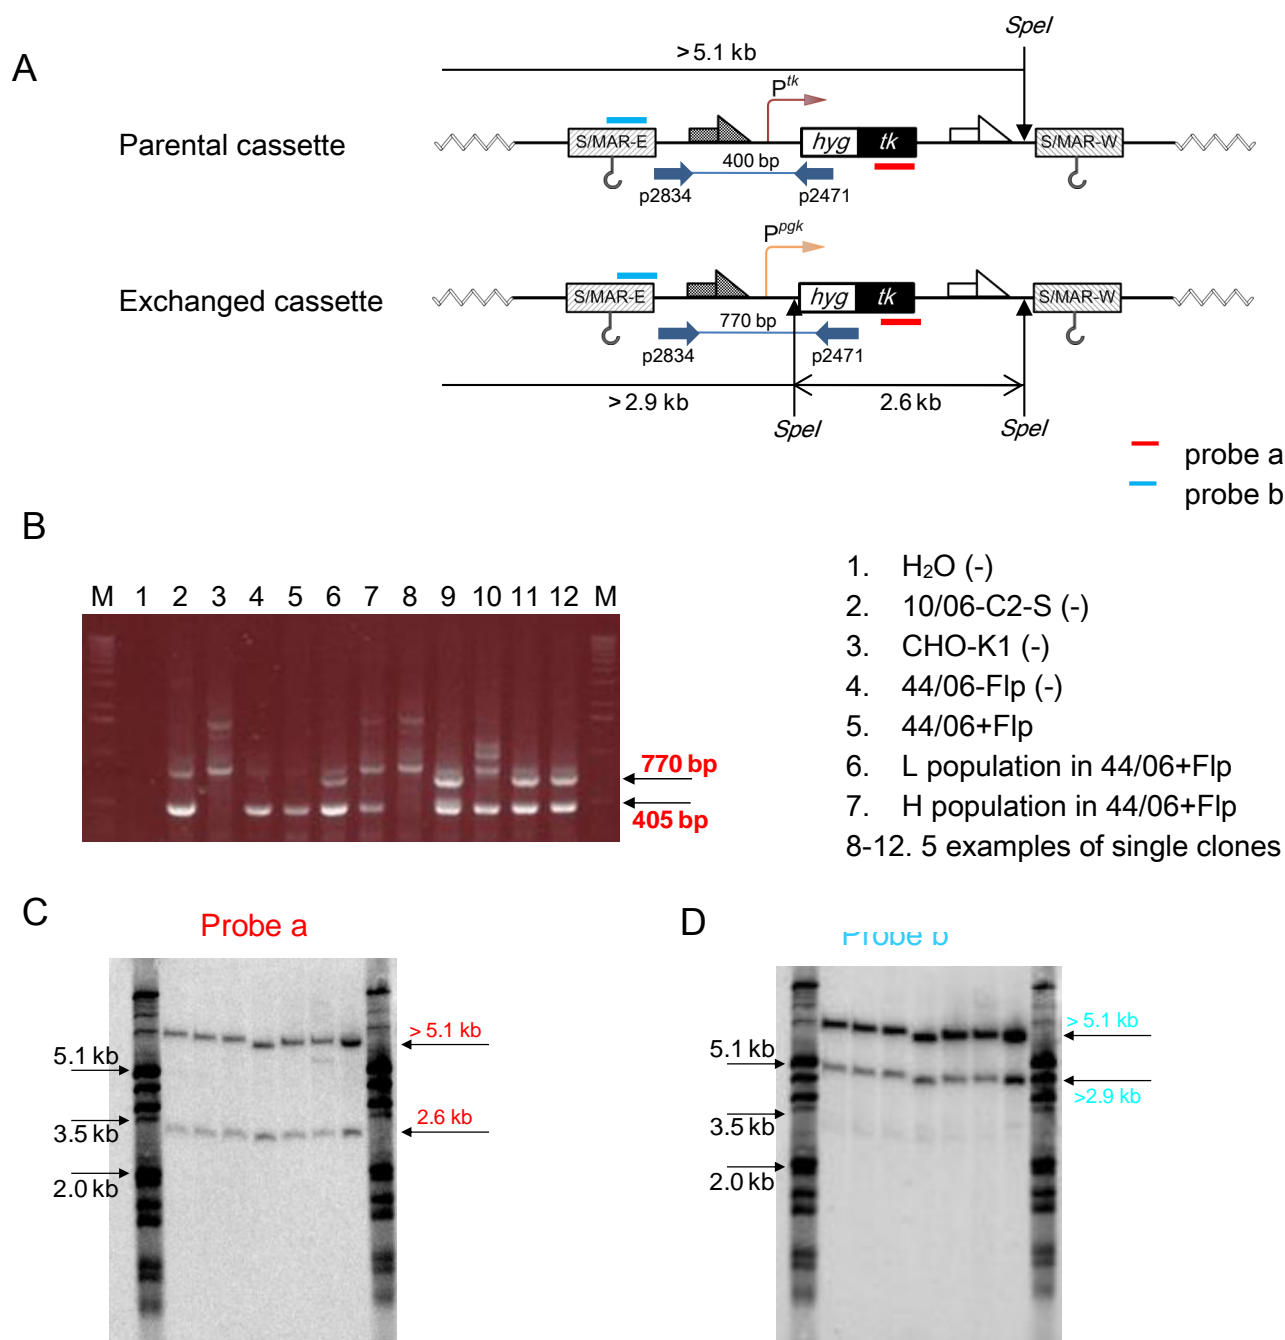 A
SpeI
> 5.1 kb
Ptk
Parental cassette
S/MAR-E
hyg
tk
S/MAR-W
400 bp
p2834
p2471
Ppgk
Exchanged cassette
S/MAR-E
hyg
tk
S/MAR-W
770 bp
p2834
p2471
> 2.9 kb
2.6 kb
SpeI
SpeI
probe a
probe b
B
M 1 2 3 4 5 6 7 8 9 10 11 12 M
770 bp
405 bp
1. H2O (-)
2. 10/06-C2-S (-)
3. CHO-K1 (-)
4. 44/06-Flp (-)
5. 44/06+Flp
6. L population in 44/06+Flp
7. H population in 44/06+Flp
8-12. 5 examples of single clones
C
Probe a
> 5.1 kb
5.1 kb
3.5 kb
2.6 kb
2.0 kb
D
Probe b
> 5.1 kb
5.1 kb
>2.9 kb
3.5 kb
2.0 kb